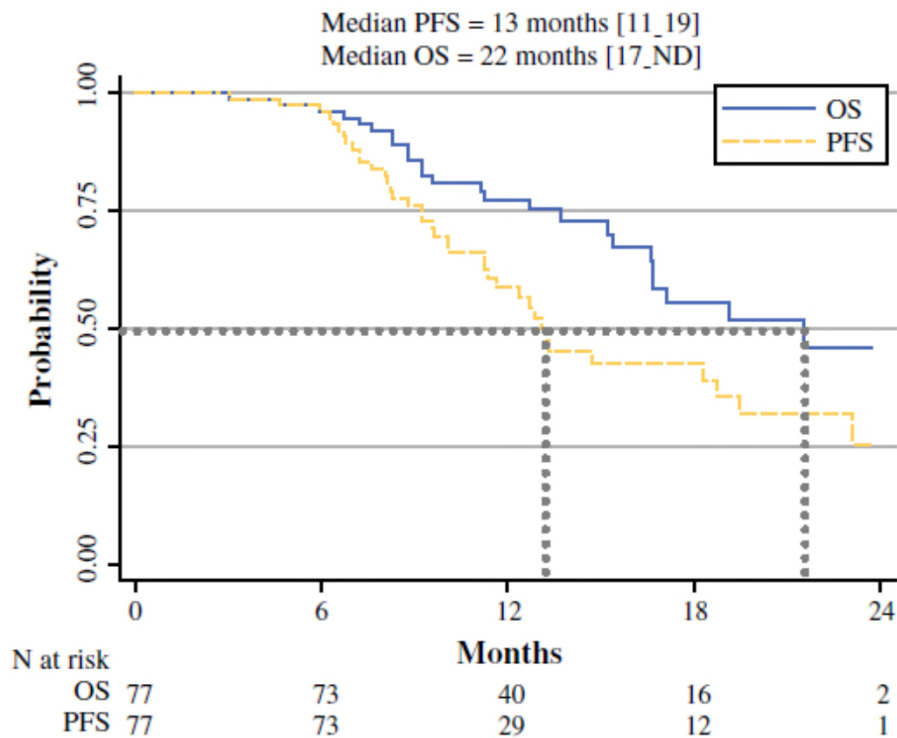 Median PFS = 13 months [11_19]
Median OS = 22 months [17_ND]
OS
PFS
Probability
1.00
0.75
0.50
0.25
0.00
0 6 12 18 24
Months
N at risk
OS 77 73 40 16 2
PFS 77 73 29 12 1